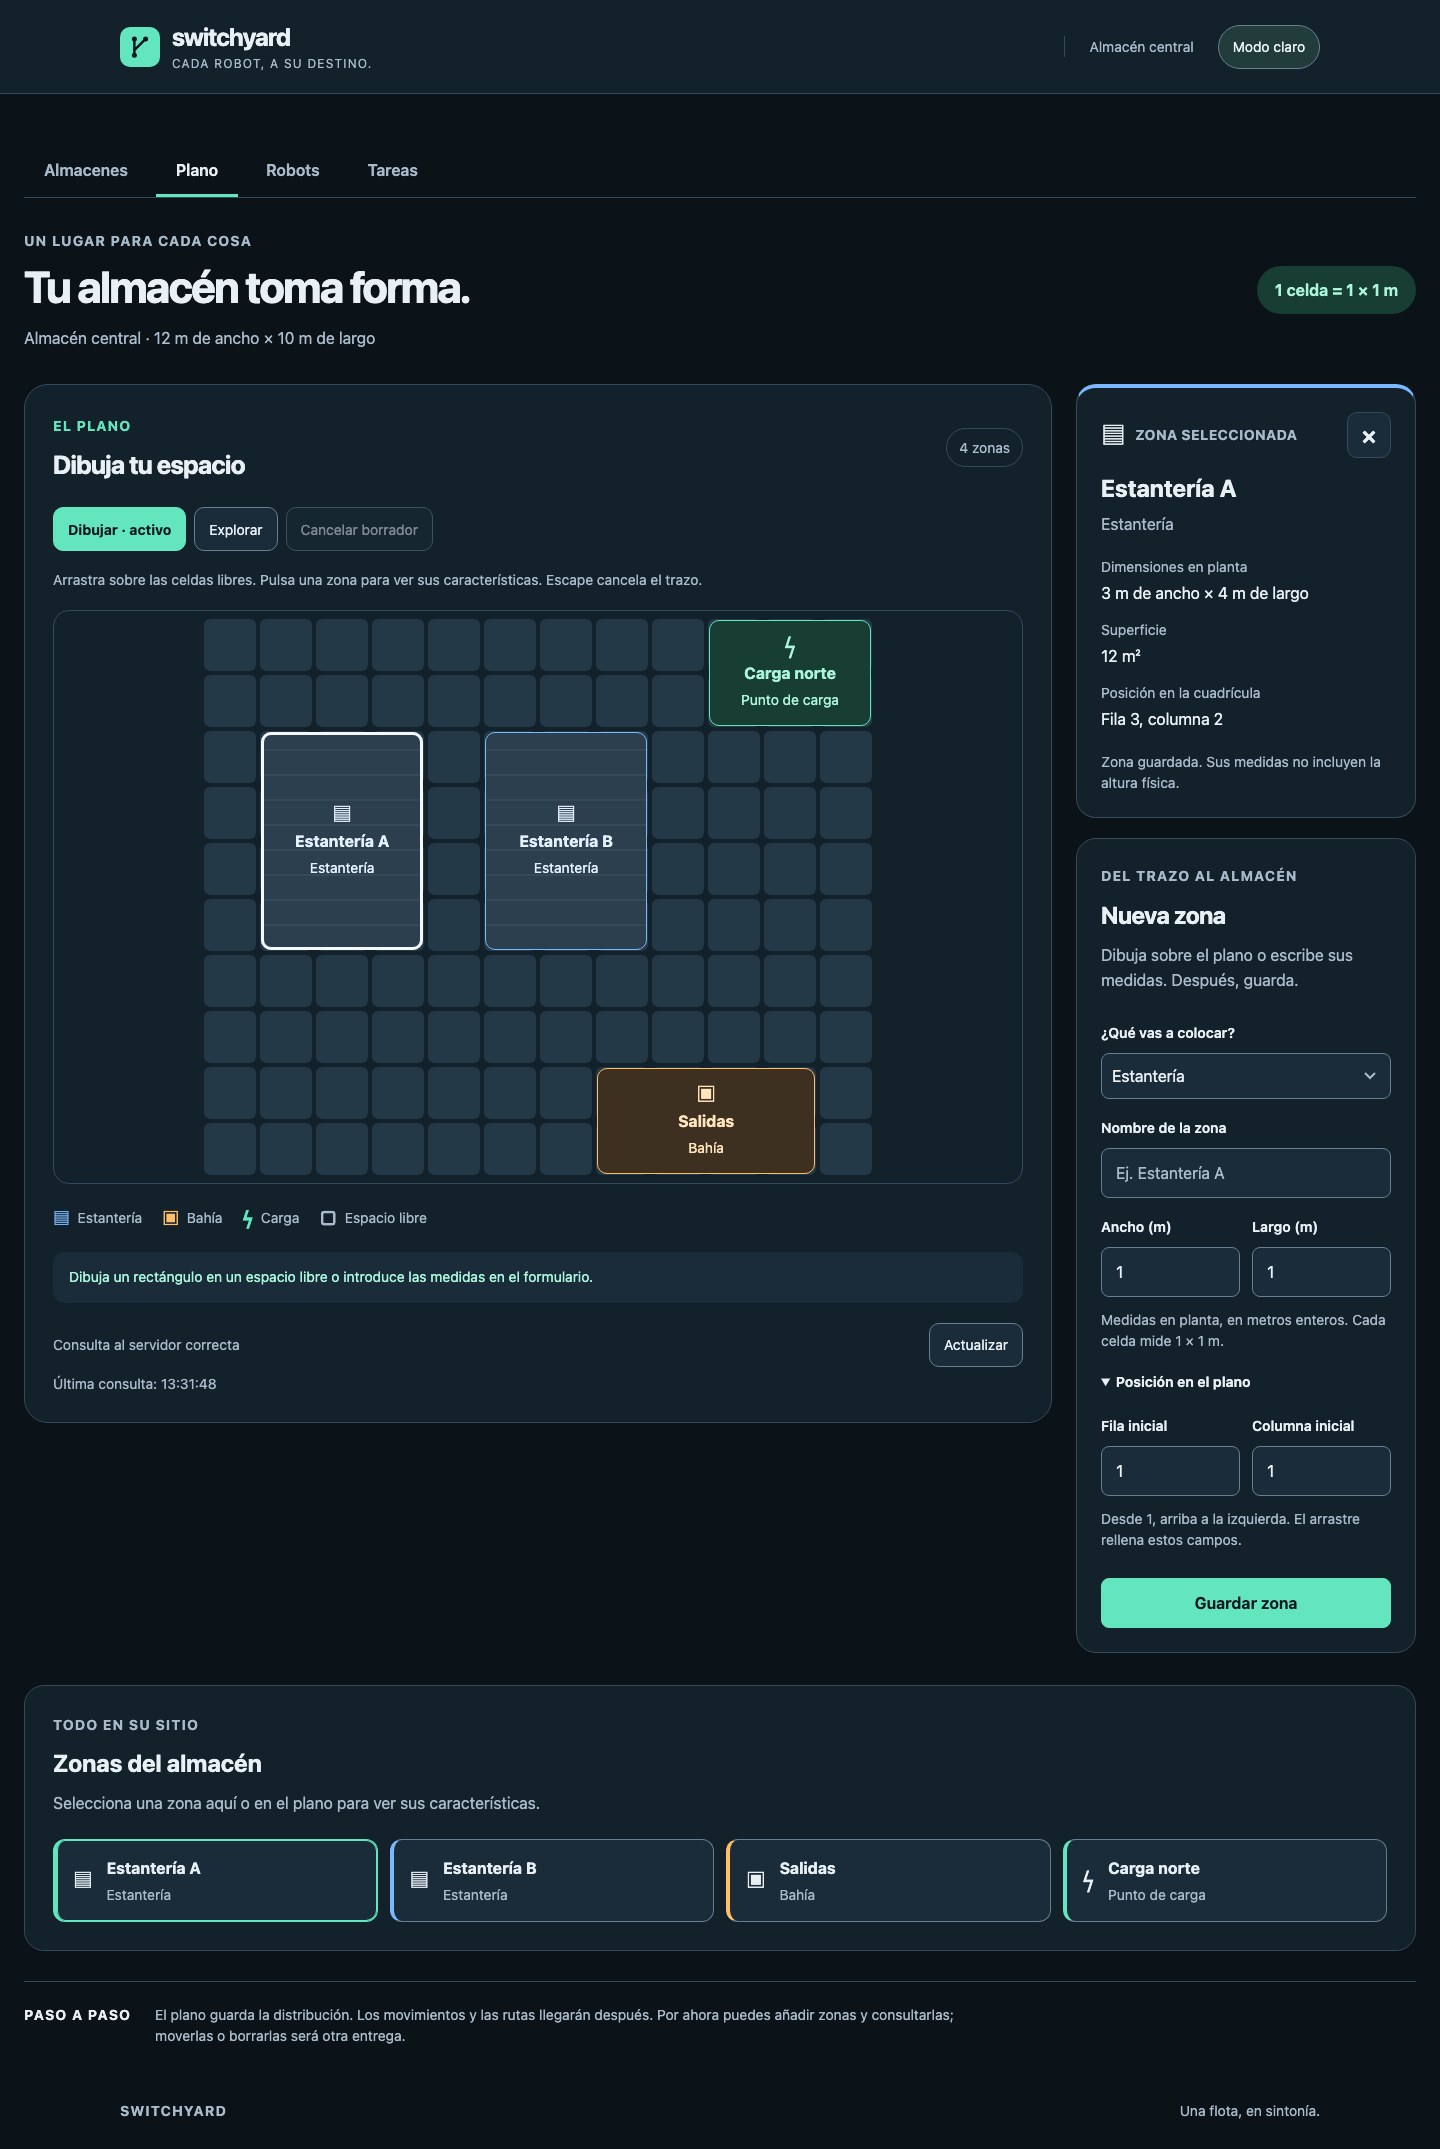 switchyard
CADA ROBOT, A SU DESTINO.
Almacén central
Modo claro
Almacenes
Plano
Robots
Tareas
UN LUGAR PARA CADA COSA
Tu almacén toma forma.
Almacén central · 12 m de ancho × 10 m de largo
1 celda = 1 × 1 m
EL PLANO
Dibuja tu espacio
4 zonas
Dibujar · activo
Explorar
Cancelar borrador
Arrastra sobre las celdas libres. Pulsa una zona para ver sus características. Escape cancela el trazo.
Carga norte
Punto de carga
Estantería A
Estantería
Estantería B
Estantería
Salidas
Bahía
Estantería
Bahía
Carga
Espacio libre
Dibuja un rectángulo en un espacio libre o introduce las medidas en el formulario.
Consulta al servidor correcta
Actualizar
Última consulta: 13:31:48
ZONA SELECCIONADA
×
Estantería A
Estantería
Dimensiones en planta
3 m de ancho × 4 m de largo
Superficie
12 m²
Posición en la cuadrícula
Fila 3, columna 2
Zona guardada. Sus medidas no incluyen la
altura física.
DEL TRAZO AL ALMACÉN
Nueva zona
Dibuja sobre el plano o escribe sus
medidas. Después, guarda.
¿Qué vas a colocar?
Estantería
Nombre de la zona
Ej. Estantería A
Ancho (m)
Largo (m)
1
1
Medidas en planta, en metros enteros. Cada
celda mide 1 × 1 m.
▼ Posición en el plano
Fila inicial
Columna inicial
1
1
Desde 1, arriba a la izquierda. El arrastre
rellena estos campos.
Guardar zona
TODO EN SU SITIO
Zonas del almacén
Selecciona una zona aquí o en el plano para ver sus características.
Estantería A
Estantería
Estantería B
Estantería
Salidas
Bahía
Carga norte
Punto de carga
PASO A PASO
El plano guarda la distribución. Los movimientos y las rutas llegarán después. Por ahora puedes añadir zonas y consultarlas;
moverlas o borrarlas será otra entrega.
SWITCHYARD
Una flota, en sintonía.